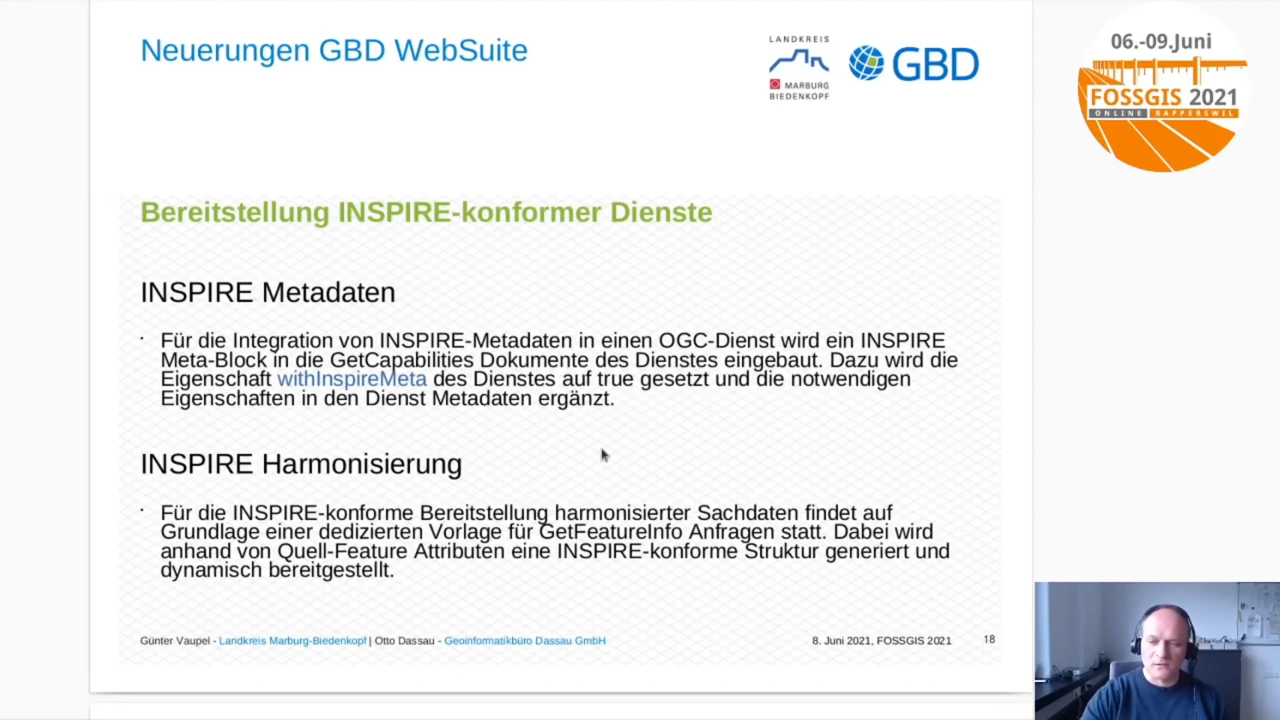 Neuerungen GBD WebSuite
LANDKREIS
MARBURG
BIEDENKOPF
GBD
06.-09.Juni
FOSSGIS 2021
ONLINE RAPPERSWIL
Bereitstellung INSPIRE-konformer Dienste
INSPIRE Metadaten
· Für die Integration von INSPIRE-Metadaten in einen OGC-Dienst wird ein INSPIRE
Meta-Block in die GetCapabilities Dokumente des Dienstes eingebaut. Dazu wird die
Eigenschaft withInspireMeta des Dienstes auf true gesetzt und die notwendigen
Eigenschaften in den Dienst Metadaten ergänzt.
INSPIRE Harmonisierung
· Für die INSPIRE-konforme Bereitstellung harmonisierter Sachdaten findet auf
Grundlage einer dedizierten Vorlage für GetFeatureInfo Anfragen statt. Dabei wird
anhand von Quell-Feature Attributen eine INSPIRE-konforme Struktur generiert und
dynamisch bereitgestellt.
Günter Vaupel - Landkreis Marburg-Biedenkopf | Otto Dassau - Geoinformatikbüro Dassau GmbH
8. Juni 2021, FOSSGIS 2021
18